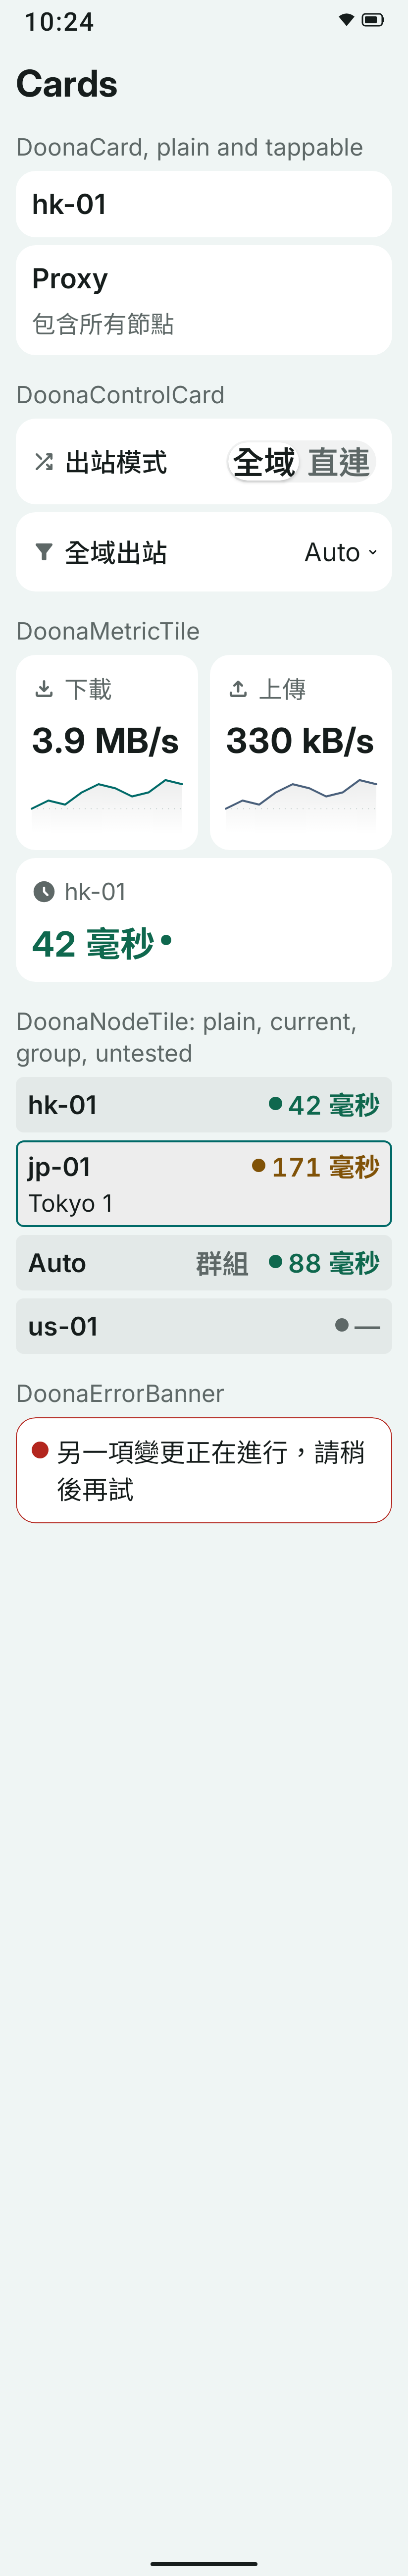 10:24
Cards
DoonaCard, plain and tappable
hk-01
Proxy
包含所有節點
DoonaControlCard
出站模式
全域 直連
全域出站
Auto
DoonaMetricTile
下載
3.9 MB/s
上傳
330 kB/s
hk-01
42 毫秒
DoonaNodeTile: plain, current,
group, untested
hk-01
42 毫秒
jp-01
171 毫秒
Tokyo 1
Auto
群組
88 毫秒
us-01
—
DoonaErrorBanner
另一項變更正在進行，請稍
後再試